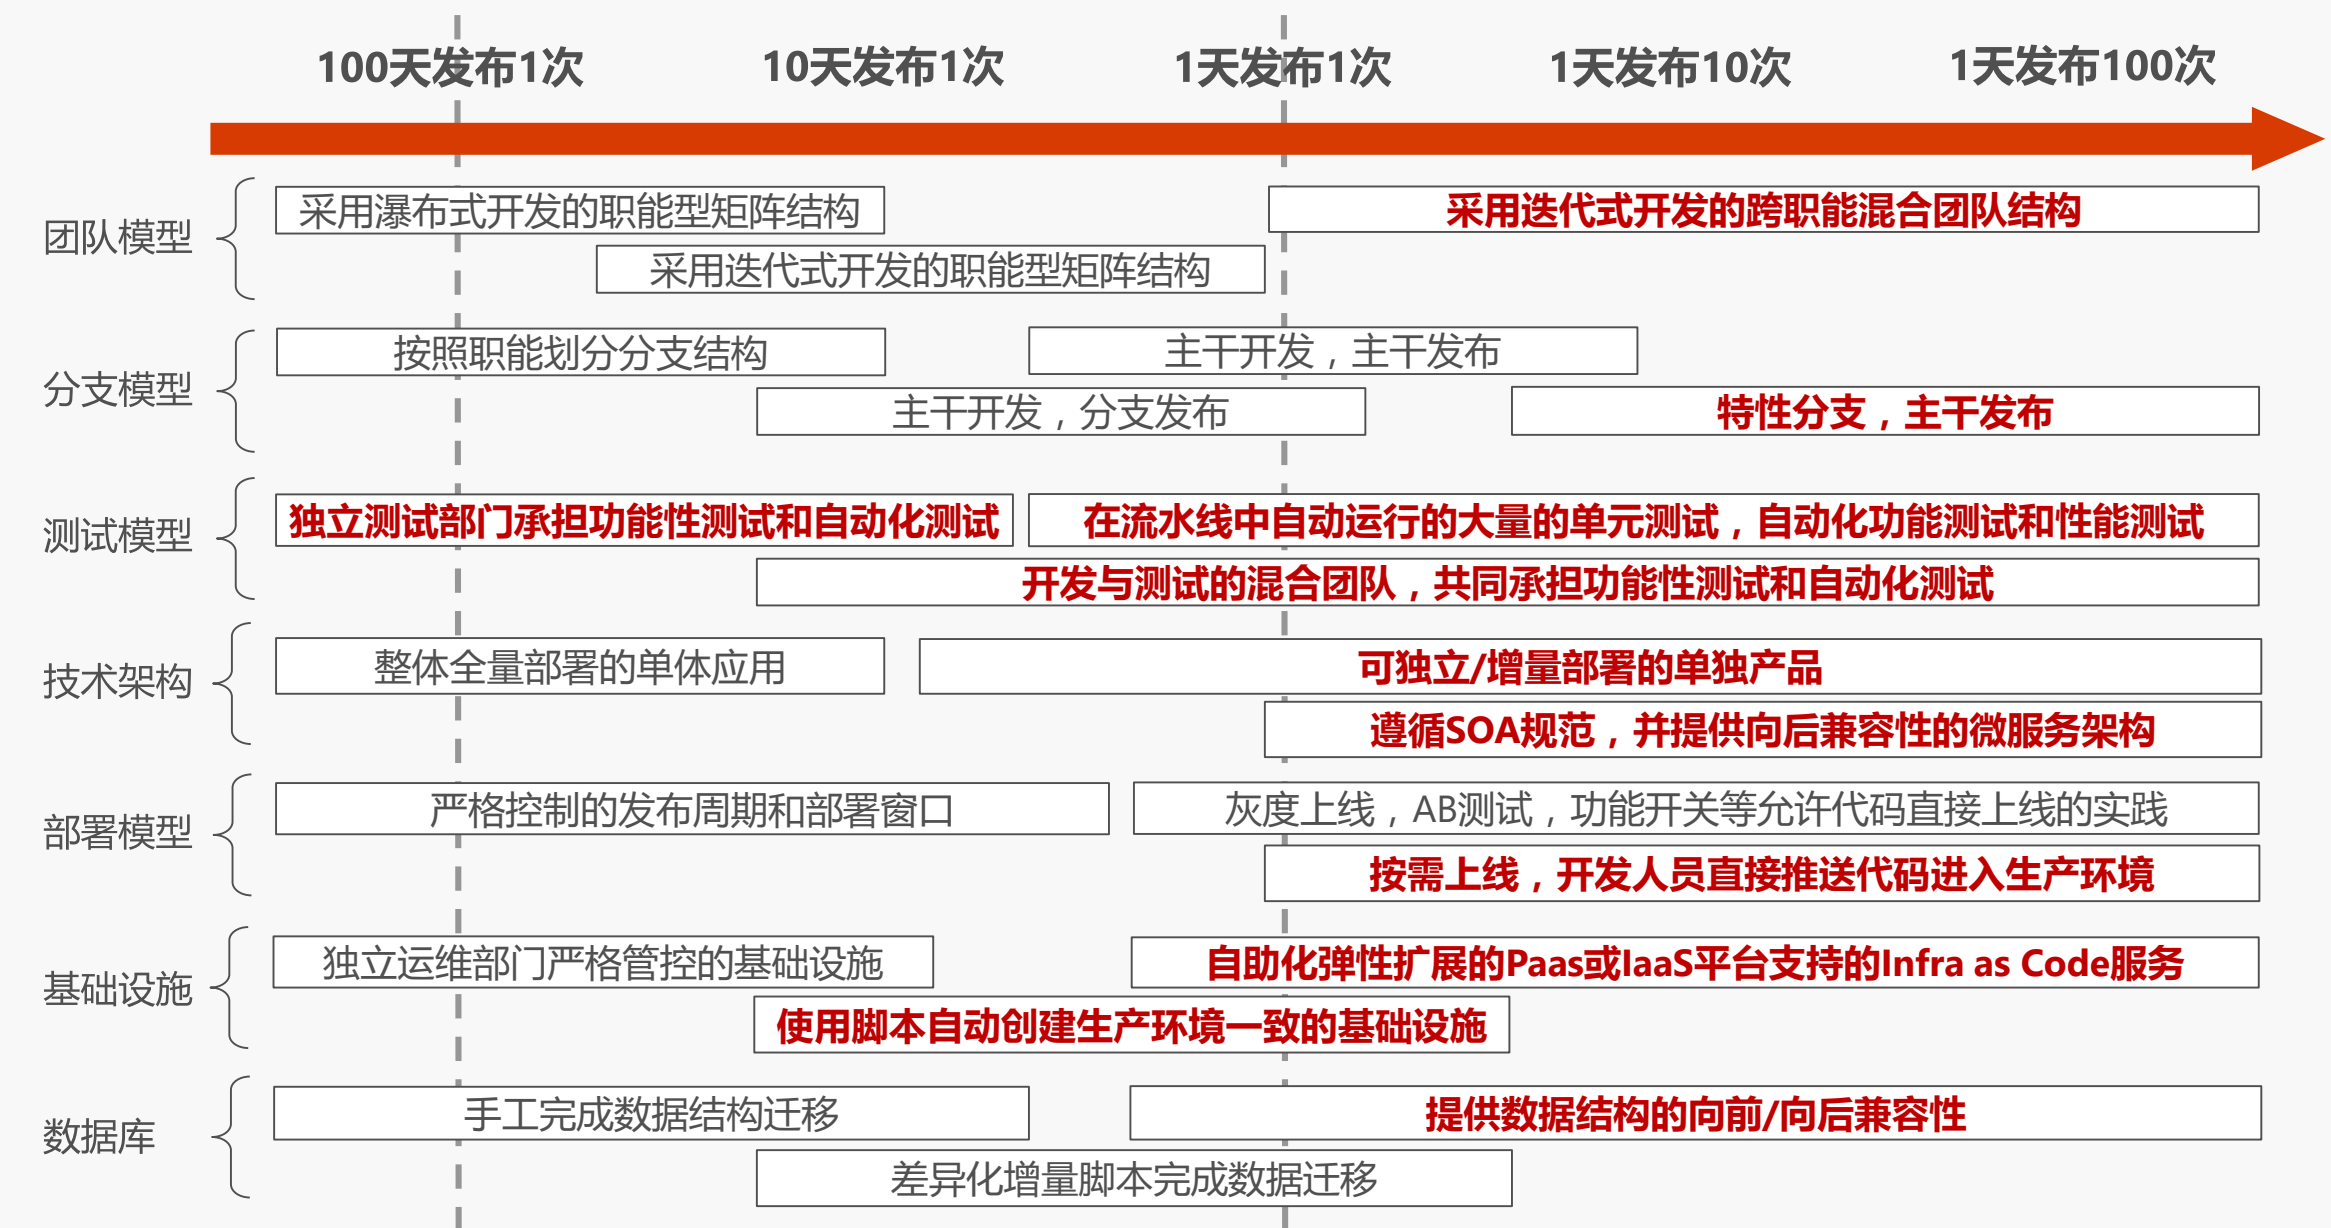 100天发布1次
10天发布1次
1天发布1次
1天发布10次
1天发布100次
团队模型
采用瀑布式开发的职能型矩阵结构
采用迭代式开发的跨职能混合团队结构
采用迭代式开发的职能型矩阵结构
分支模型
按照职能划分分支结构
主干开发，主干发布
主干开发，分支发布
特性分支，主干发布
测试模型
独立测试部门承担功能性测试和自动化测试
在流水线中自动运行的大量的单元测试，自动化功能测试和性能测试
开发与测试的混合团队，共同承担功能性测试和自动化测试
技术架构
整体全量部署的单体应用
可独立/增量部署的单独产品
遵循SOA规范，并提供向后兼容性的微服务架构
部署模型
严格控制的发布周期和部署窗口
灰度上线，AB测试，功能开关等允许代码直接上线的实践
按需上线，开发人员直接推送代码进入生产环境
基础设施
独立运维部门严格管控的基础设施
自助化弹性扩展的Paas或IaaS平台支持的Infra as Code服务
使用脚本自动创建生产环境一致的基础设施
数据库
手工完成数据结构迁移
提供数据结构的向前/向后兼容性
差异化增量脚本完成数据迁移